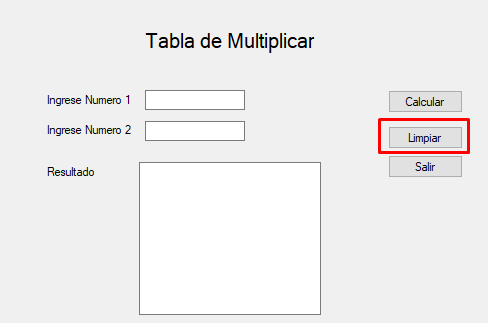 Tabla de Multiplicar
Ingrese Numero 1
Calcular
Ingrese Numero 2
Limpiar
Resultado
Salir